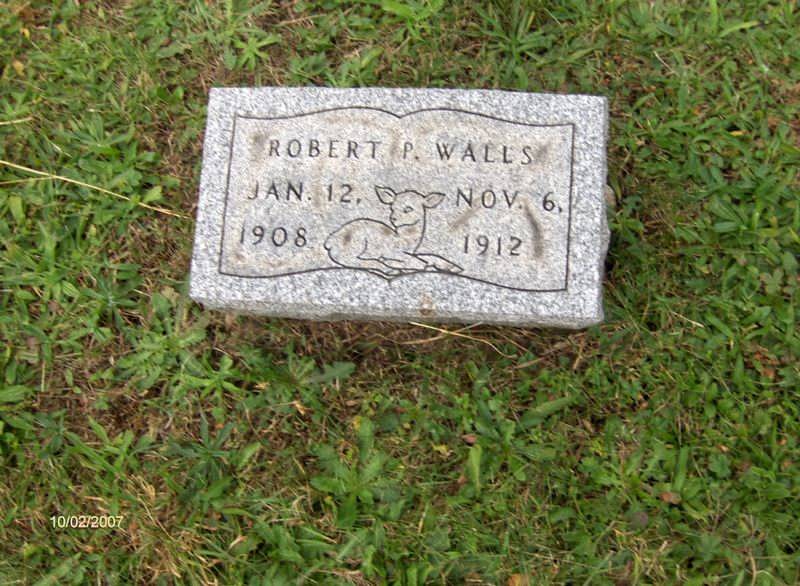 ROBERT P. WALLS
JAN. 12, NOV. 6,
1908 1912
10/02/2007